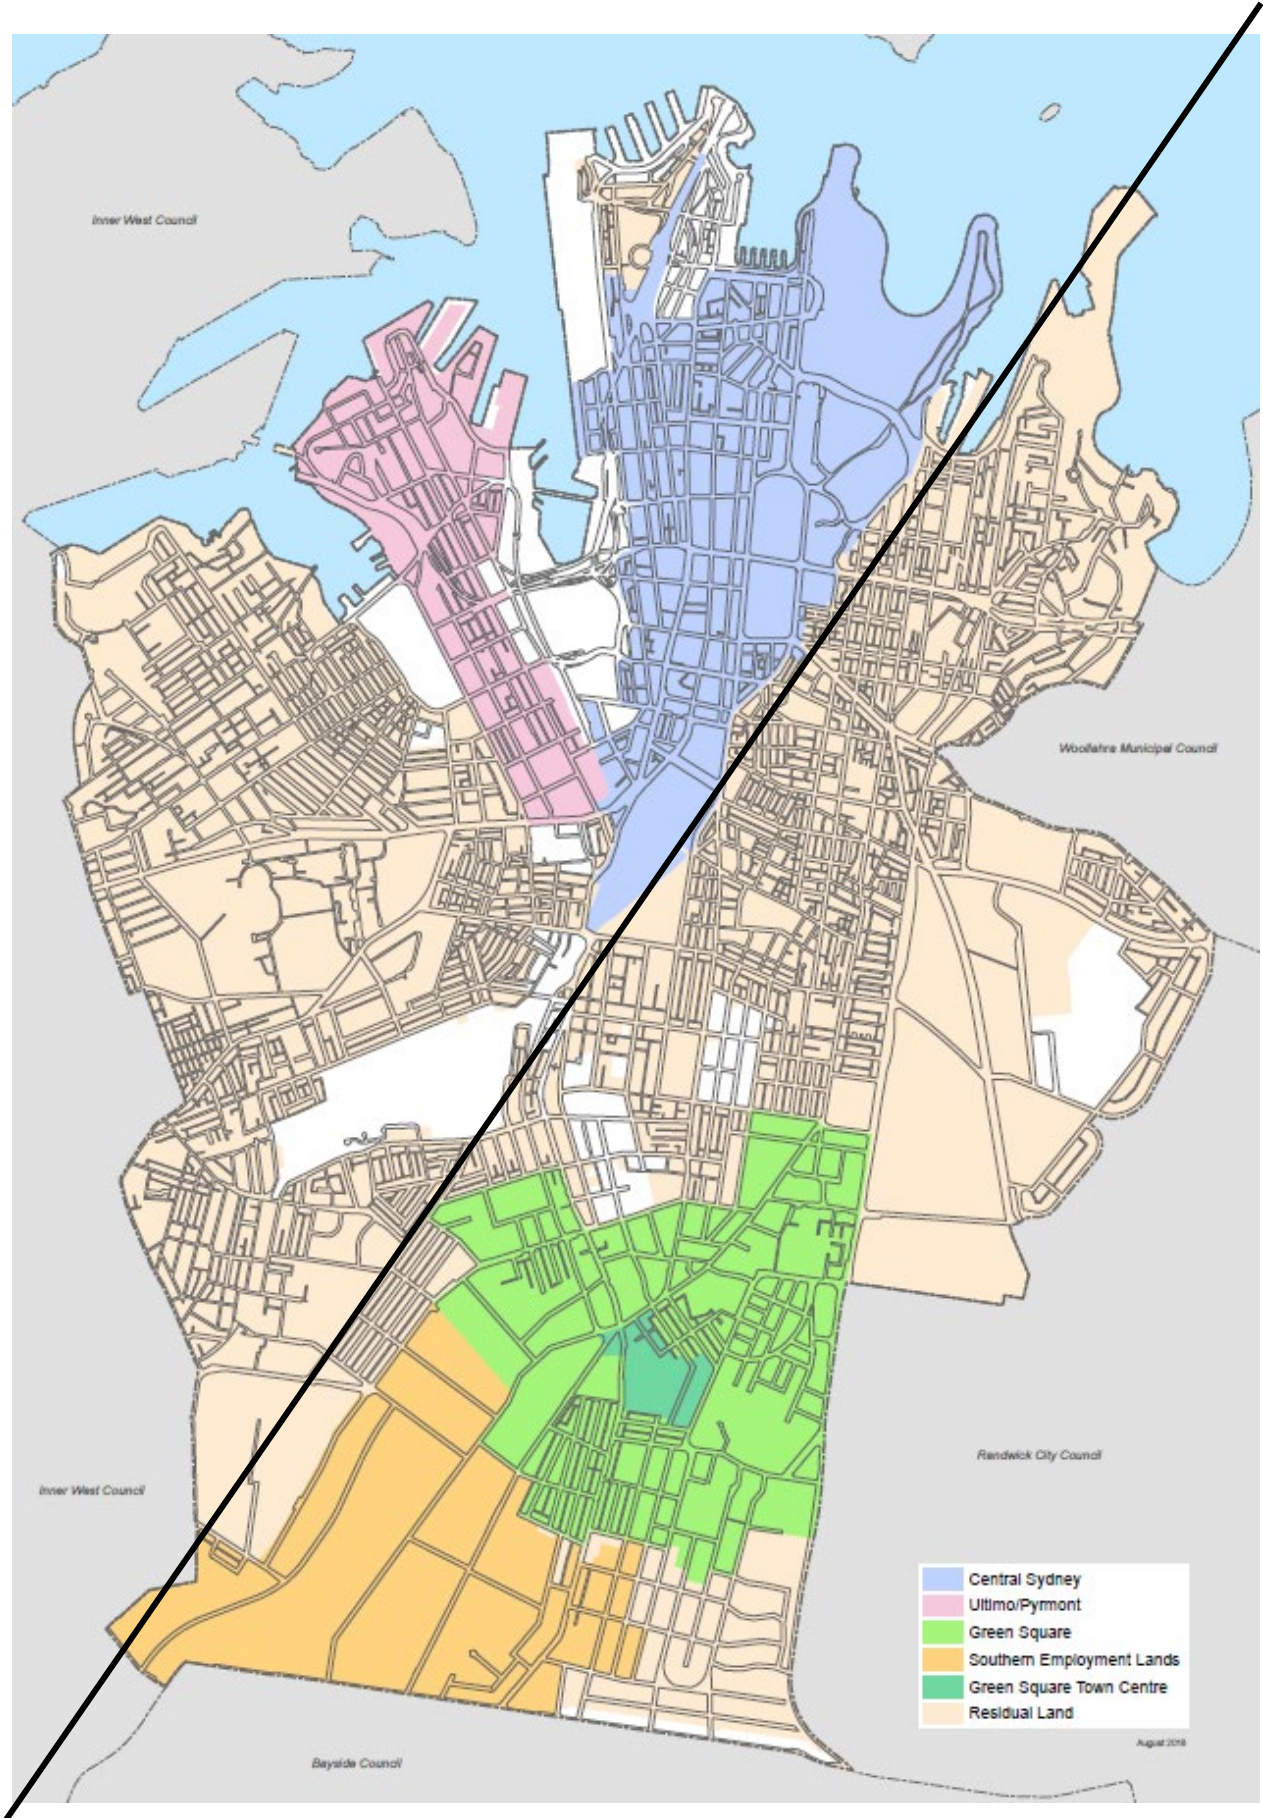 Inner West Council
Woollahra Municipal Council
Randwick City Council
Inner West Council
Central Sydney
Ultimo/Pyrmont
Green Square
Southern Employment Lands
Green Square Town Centre
Residual Land
August 2018
Bayside Council